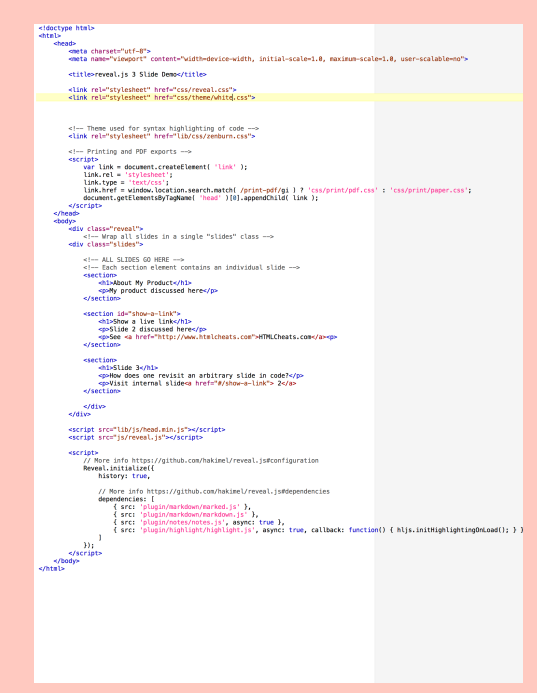 <!doctype html>
<html>
<head>
<meta charset="utf-8">
<meta name="viewport" content="width=device-width, initial-scale=1.0, maximum-scale=1.0, user-scalable=no">
<title>reveal.js 3 Slide Demo</title>
<link rel="stylesheet" href="css/reveal.css">
<link rel="stylesheet" href="css/theme/white.css">
<!-- Theme used for syntax highlighting of code -->
<link rel="stylesheet" href="lib/css/zenburn.css">
<!-- Printing and PDF exports -->
<script>
var link = document.createElement( 'link' );
link.rel = 'stylesheet';
link.type = 'text/css';
link.href = window.location.search.match( /print-pdf/gi ) ? 'css/print/pdf.css' : 'css/print/paper.css';
document.getElementsByTagName( 'head' )[0].appendChild( link );
</script>
</head>
<body>
<div class="reveal">
<!-- Wrap all slides in a single "slides" class -->
<div class="slides">
<!-- ALL SLIDES GO HERE -->
<!-- Each section element contains an individual slide -->
<section>
<h1>About My Product</h1>
<p>My product discussed here</p>
</section>
<section id="show-a-link">
<h1>Show a live link</h1>
<p>Slide 2 discussed here</p>
<p>See <a href="http://www.htmlcheats.com">HTMLCheats.com</a><p>
</section>
<section>
<h1>Slide 3</h1>
<p>How does one revisit an arbitrary slide in code?</p>
<p>Visit internal slide<a href="#/show-a-link"> 2</a>
</section>
</div>
</div>
<script src="lib/js/head.min.js"></script>
<script src="js/reveal.js"></script>
<script>
// More info https://github.com/hakimel/reveal.js#configuration
Reveal.initialize({
history: true,
// More info https://github.com/hakimel/reveal.js#dependencies
dependencies: [
{ src: 'plugin/markdown/marked.js' },
{ src: 'plugin/markdown/markdown.js' },
{ src: 'plugin/notes/notes.js', async: true },
{ src: 'plugin/highlight/highlight.js', async: true, callback: function() { hljs.initHighlightingOnLoad(); } }
]
});
</script>
</body>
</html>